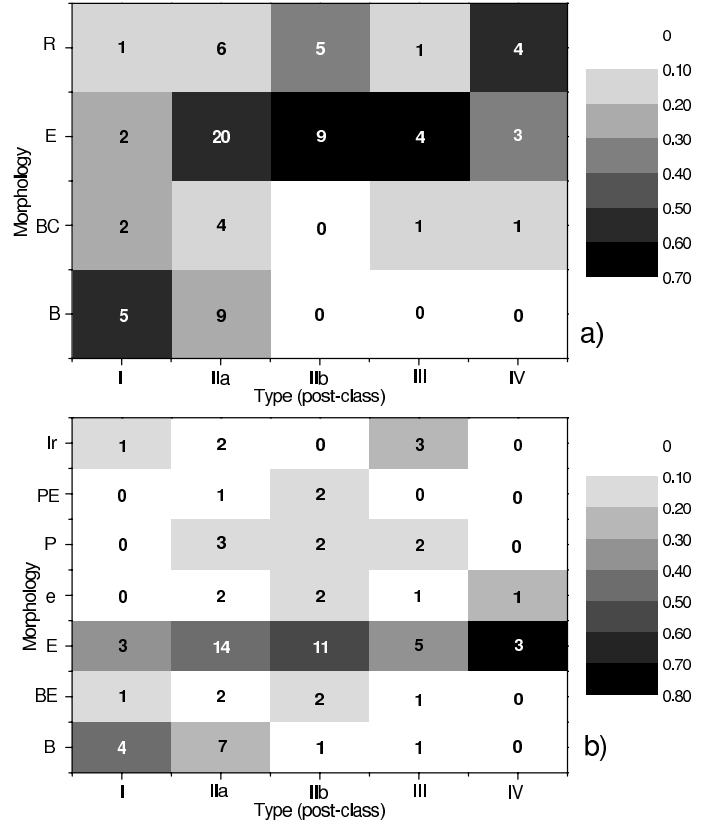 R 1 6 5 1 4
E 2 20 9 4 3
BC 2 4 0 1 1
B 5 9 0 0 0
Morphology
I IIa IIb III IV
Type (post-class)
0
0.10
0.20
0.30
0.40
0.50
0.60
0.70
a)
Ir 1 2 0 3 0
PE 0 1 2 0 0
P 0 3 2 2 0
e 0 2 2 1 1
E 3 14 11 5 3
BE 1 2 2 1 0
B 4 7 1 1 0
Morphology
I IIa IIb III IV
Type (post-class)
0
0.10
0.20
0.30
0.40
0.50
0.60
0.70
0.80
b)